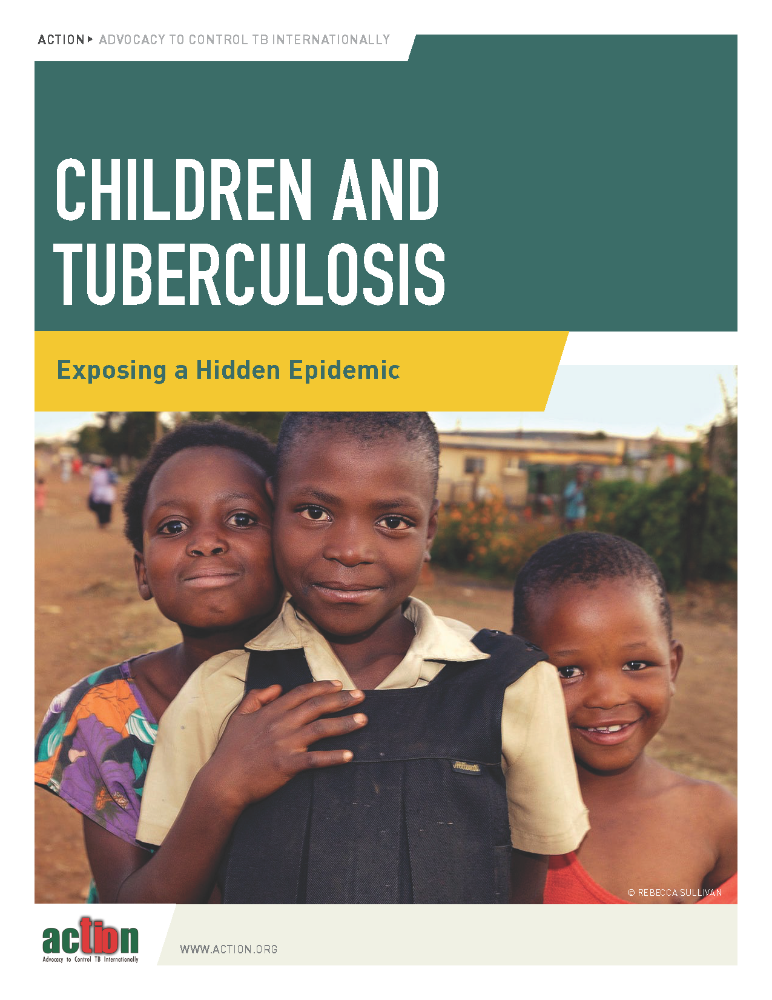 ACTION▸ ADVOCACY TO CONTROL TB INTERNATIONALLY
CHILDREN AND
TUBERCULOSIS
Exposing a Hidden Epidemic
© REBECCA SULLIVAN
action
Advocacy to Control TB Internationally
WWW.ACTION.ORG